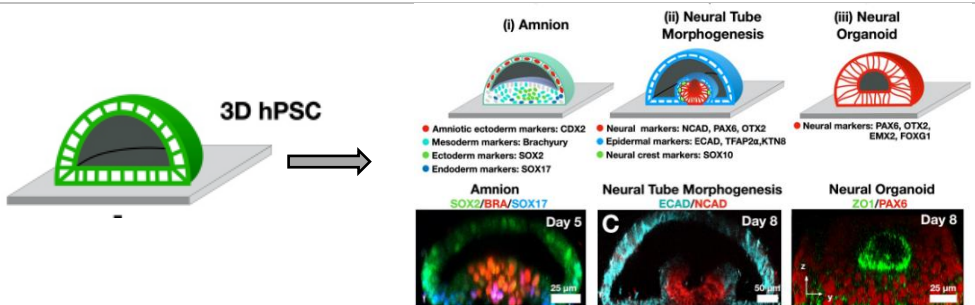 3D hPSC
(i) Amnion
Amniotic ectoderm markers: CDX2
Mesoderm markers: Brachyury
Ectoderm markers: SOX2
Endoderm markers: SOX17
(ii) Neural Tube
Morphogenesis
Neural markers: NCAD, PAX6, OTX2
Epidermal markers: ECAD, TFAP2α,KTN8
Neural crest markers: SOX10
(iii) Neural
Organoid
Neural markers: PAX6, OTX2,
EMX2, FOXG1
Amnion
SOX2/BRA/SOX17
Day 5
25 μm
Neural Tube Morphogenesis
ECAD/NCAD
C
Day 8
50 μm
Neural Organoid
ZO1/PAX6
Day 8
z
y
25 μm